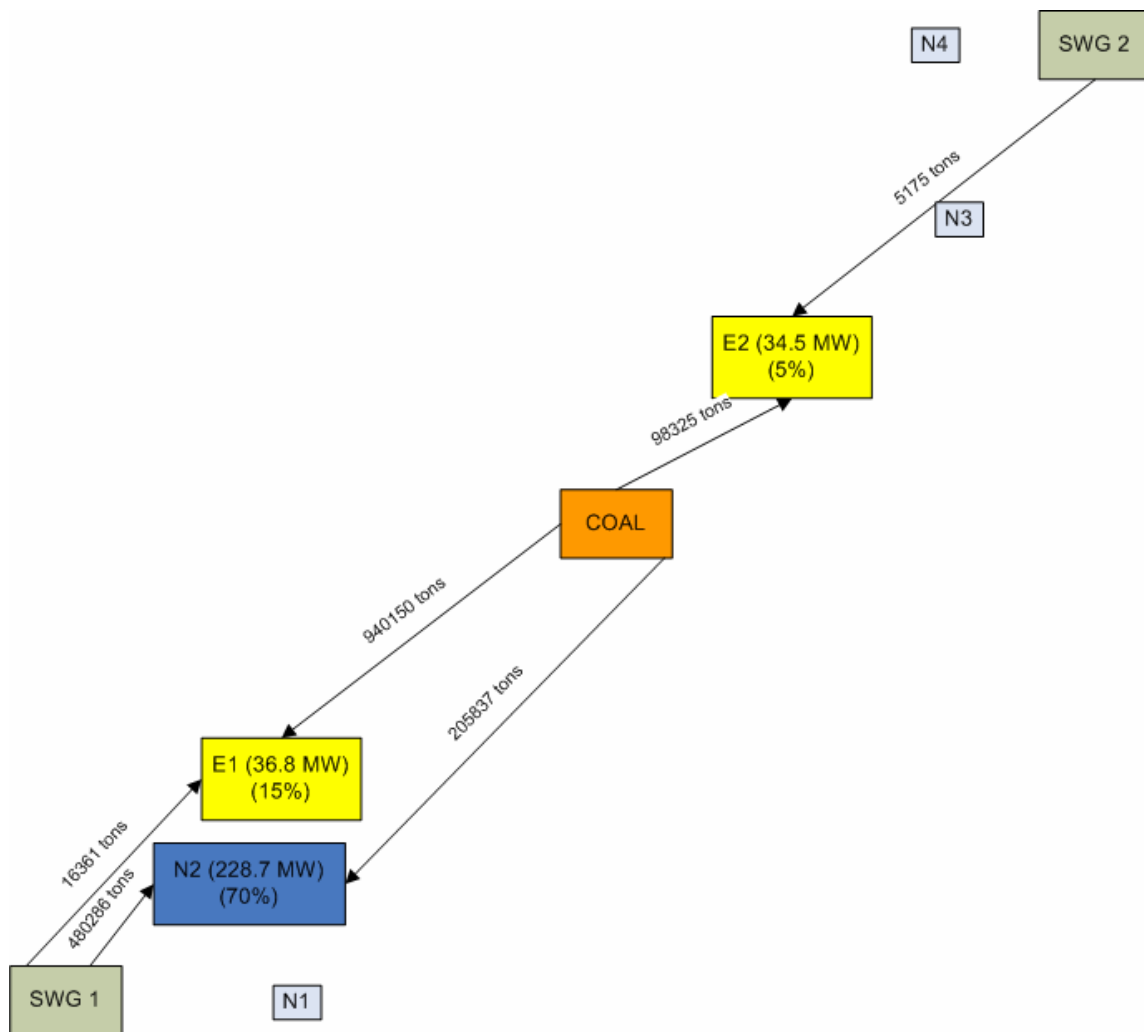 N4
SWG 2
5175 tons
N3
E2 (34.5 MW)
(5%)
98325 tons
COAL
940150 tons
205837 tons
E1 (36.8 MW)
(15%)
16361 tons
N2 (228.7 MW)
(70%)
480286 tons
SWG 1
N1